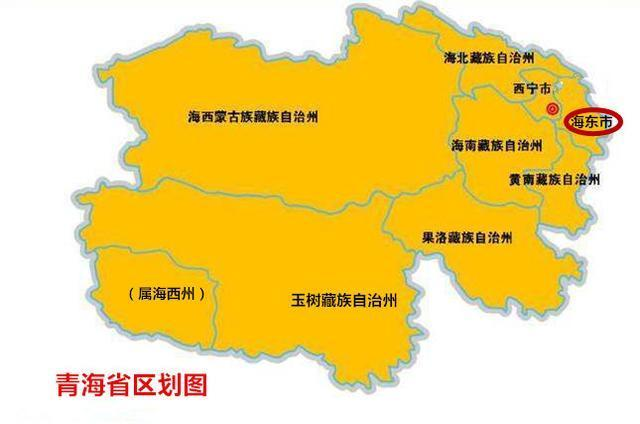 海北藏族自治州
西宁市
海西蒙古族藏族自治州
海东市
海南藏族自治州
黄南藏族自治州
果洛藏族自治州
（属海西州）
玉树藏族自治州
青海省区划图